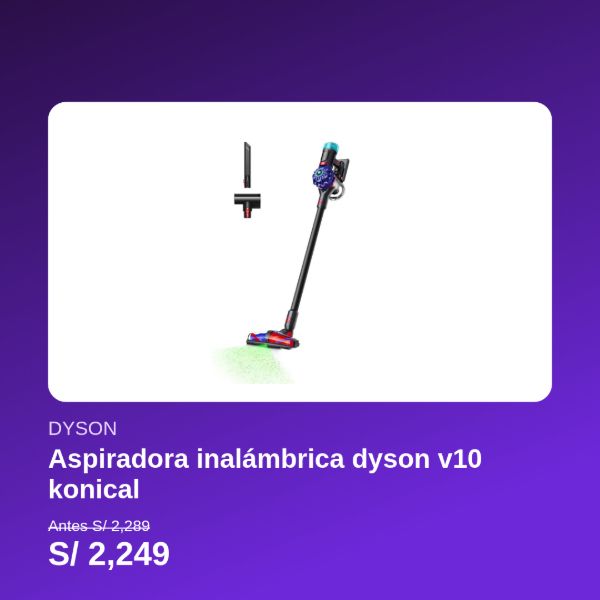 DYSON
Aspiradora inalámbrica dyson v10
konical
Antes S/ 2,289
S/ 2,249